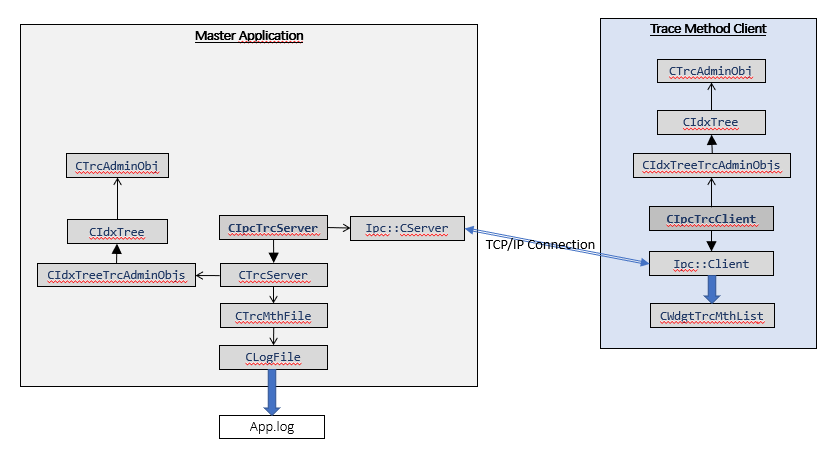 Master Application
Trace Method Client
CTrcAdminObj
CIdxTree
CTrcAdminObj
CIdxTreeTrcAdminObjs
CIpcTrcClient
CIdxTree
CIpcTrcServer
Ipc::CServer
TCP/IP Connection
CIdxTreeTrcAdminObjs
CTrcServer
Ipc::Client
CTrcMthFile
CWdgtTrcMthList
CLogFile
App.log